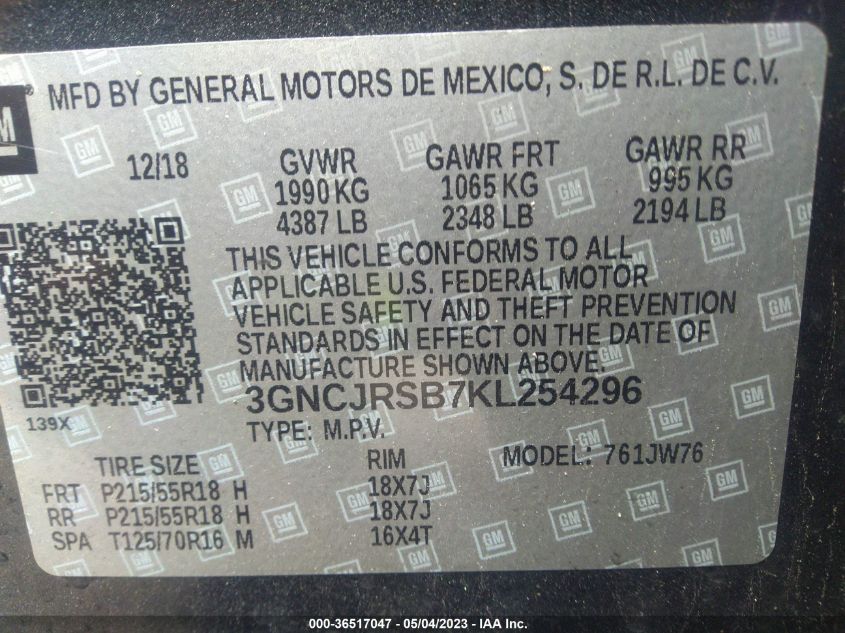 GM ®
MFD BY GENERAL MOTORS DE MEXICO, S. DE R.L. DE C.V.
12/18 GVWR GAWR FRT GAWR RR
1990 KG 1065 KG 995 KG
4387 LB 2348 LB 2194 LB
THIS VEHICLE CONFORMS TO ALL
APPLICABLE U.S. FEDERAL MOTOR
VEHICLE SAFETY AND THEFT PREVENTION
STANDARDS IN EFFECT ON THE DATE OF
MANUFACTURE SHOWN ABOVE.
3GNCJRSB7KL254296
139X
TYPE: M.P.V.
TIRE SIZE RIM MODEL: 761JW76
FRT P215/55R18 H 18X7J
RR P215/55R18 H 18X7J
SPA T125/70R16 M 16X4T
000-36517047 - 05/04/2023 - IAA Inc.